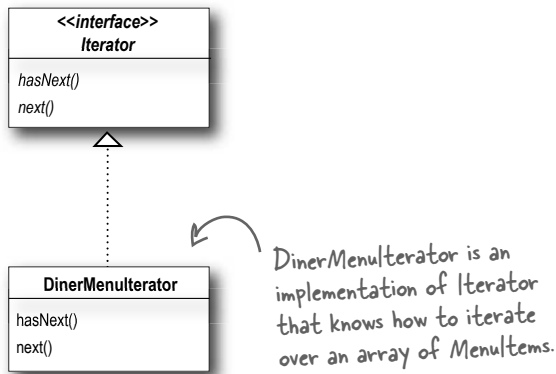 <<interface>>
Iterator
hasNext()
next()
DinerMenuIterator
hasNext()
next()
DinerMenuIterator is an
implementation of Iterator
that knows how to iterate
over an array of MenuItems.